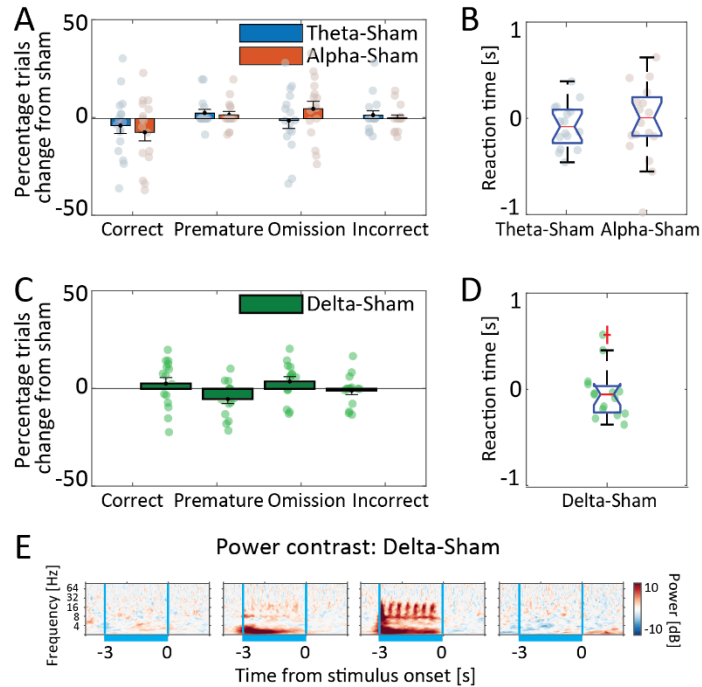 A
Percentage trials
change from sham
50
0
-50
Theta-Sham
Alpha-Sham
Correct Premature Omission Incorrect
B
Reaction time [s]
1
0
-1
Theta-Sham Alpha-Sham
C
Percentage trials
change from sham
50
0
-50
Delta-Sham
Correct Premature Omission Incorrect
D
Reaction time [s]
1
0
-1
Delta-Sham
E
Power contrast: Delta-Sham
Frequency [Hz]
64
32
16
8
4
-3 0 -3 0 -3 0 -3 0
Time from stimulus onset [s]
10
-10
Power [dB]